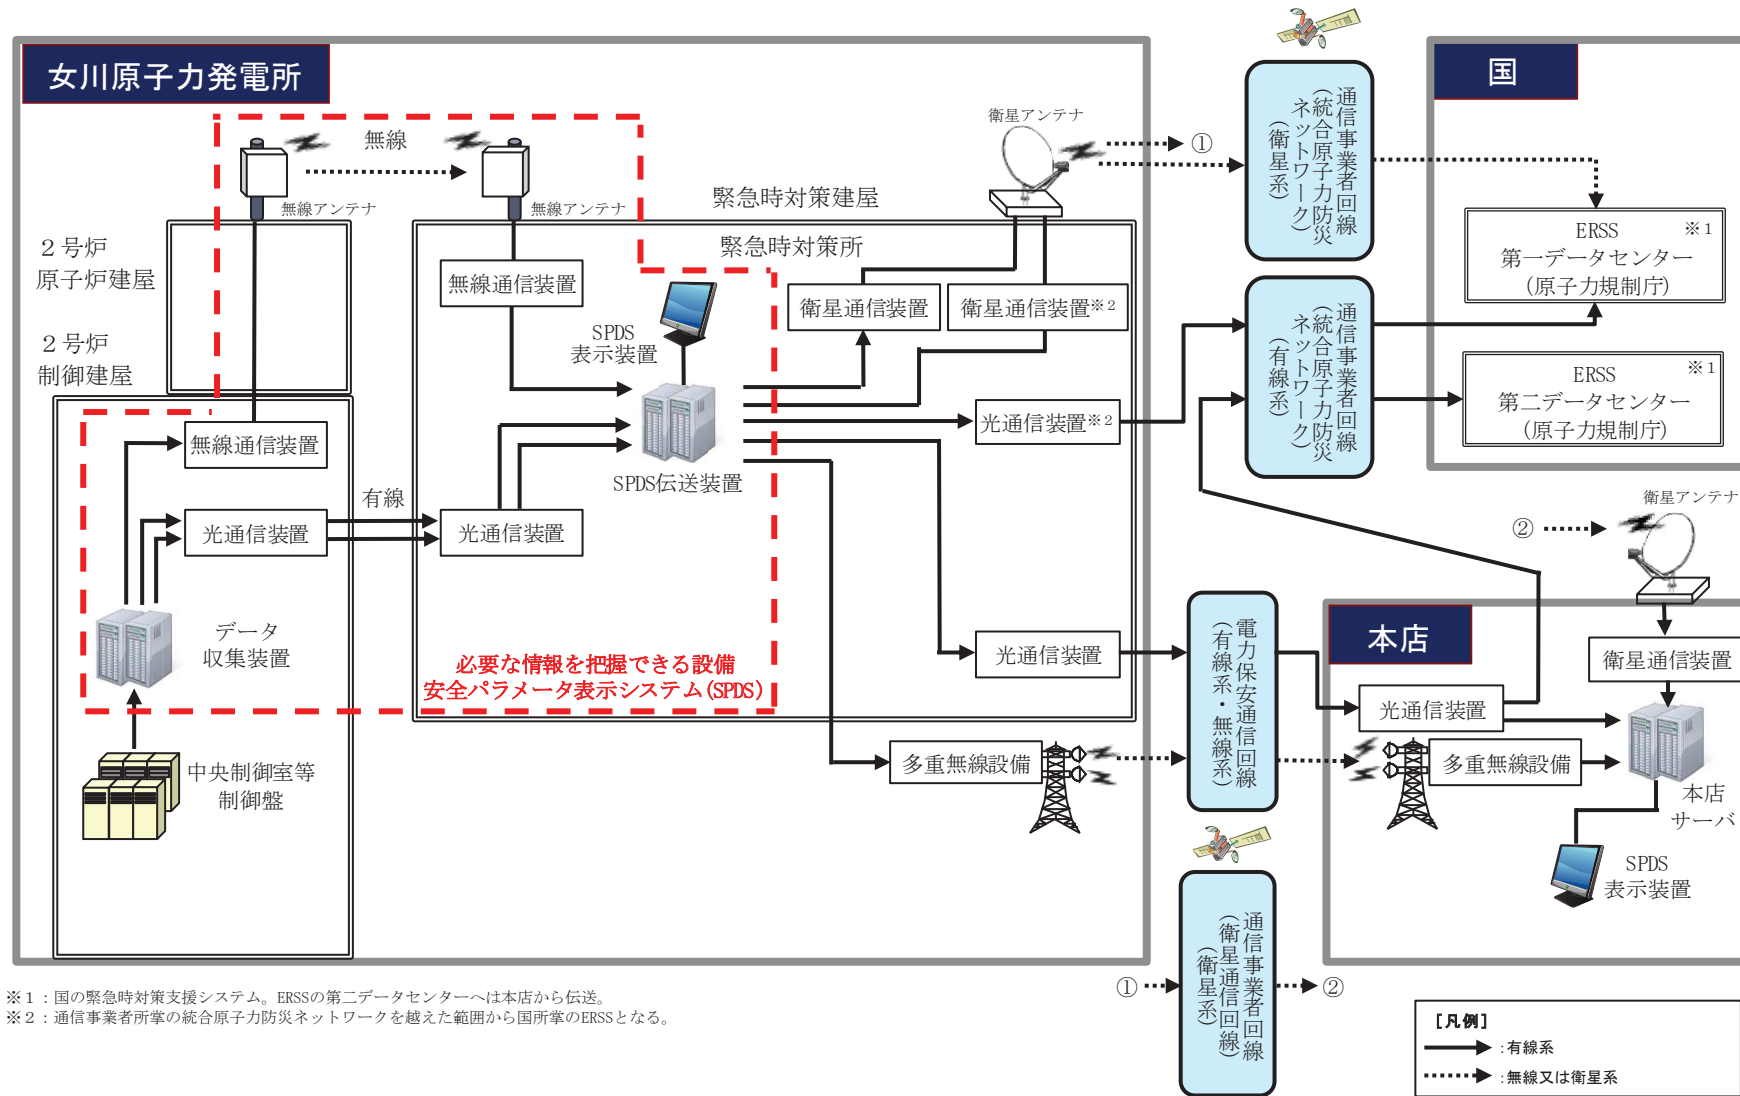 女川原子力発電所
国
無線
衛星アンテナ
①
無線アンテナ
無線アンテナ
緊急時対策建屋
緊急時対策所
２号炉
原子炉建屋
２号炉
制御建屋
無線通信装置
SPDS
表示装置
衛星通信装置
衛星通信装置※２
無線通信装置
光通信装置※２
SPDS伝送装置
有線
光通信装置
光通信装置
データ
収集装置
必要な情報を把握できる設備
安全パラメータ表示システム(SPDS)
光通信装置
中央制御室等
制御盤
多重無線設備
通信事業者回線
(統合原子力防災
ネットワーク)
(衛星系)
通信事業者回線
(統合原子力防災
ネットワーク)
(有線系)
ERSS ※１
第一データセンター
(原子力規制庁)
ERSS ※１
第二データセンター
(原子力規制庁)
衛星アンテナ
②
電力保安通信回線
(有線系・無線系)
本店
衛星通信装置
光通信装置
多重無線設備
本店
サーバ
SPDS
表示装置
①
通信事業者回線
(衛星通信回線)
(衛星系)
②
※１：国の緊急時対策支援システム。ERSSの第二データセンターへは本店から伝送。
※２：通信事業者所掌の統合原子力防災ネットワークを越えた範囲から国所掌のERSSとなる。
[凡例]
:有線系
:無線又は衛星系